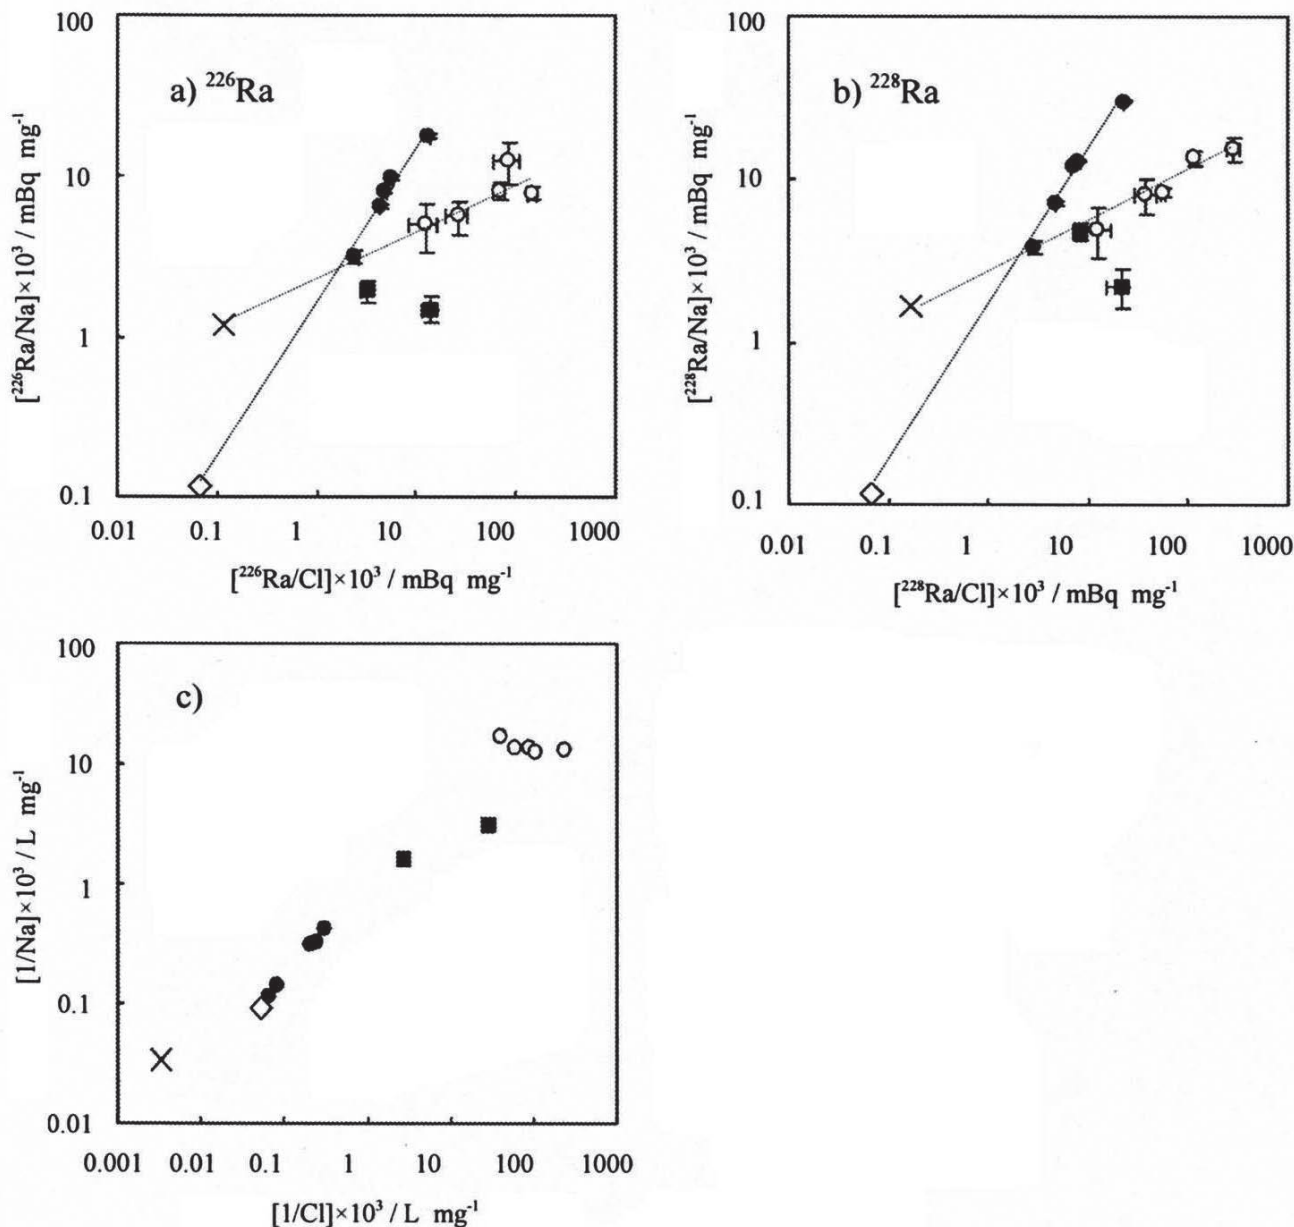 100
10
1
0.1
a) ²²⁶Ra
[²²⁶Ra/Na]×10³ / mBq mg⁻¹
0.01 0.1 1 10 100 1000
[²²⁶Ra/Cl]×10³ / mBq mg⁻¹
100
10
1
0.1
b) ²²⁸Ra
[²²⁸Ra/Na]×10³ / mBq mg⁻¹
0.01 0.1 1 10 100 1000
[²²⁸Ra/Cl]×10³ / mBq mg⁻¹
100
10
1
0.1
0.01
c)
[1/Na]×10³ / L mg⁻¹
0.001 0.01 0.1 1 10 100 1000
[1/Cl]×10³ / L mg⁻¹